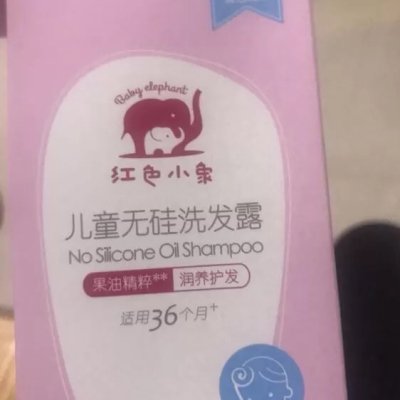 Baby elephant
红色小象
儿童无硅洗发露
No Silicone Oil Shampoo
果油精粹** 润养护发
适用36个月+